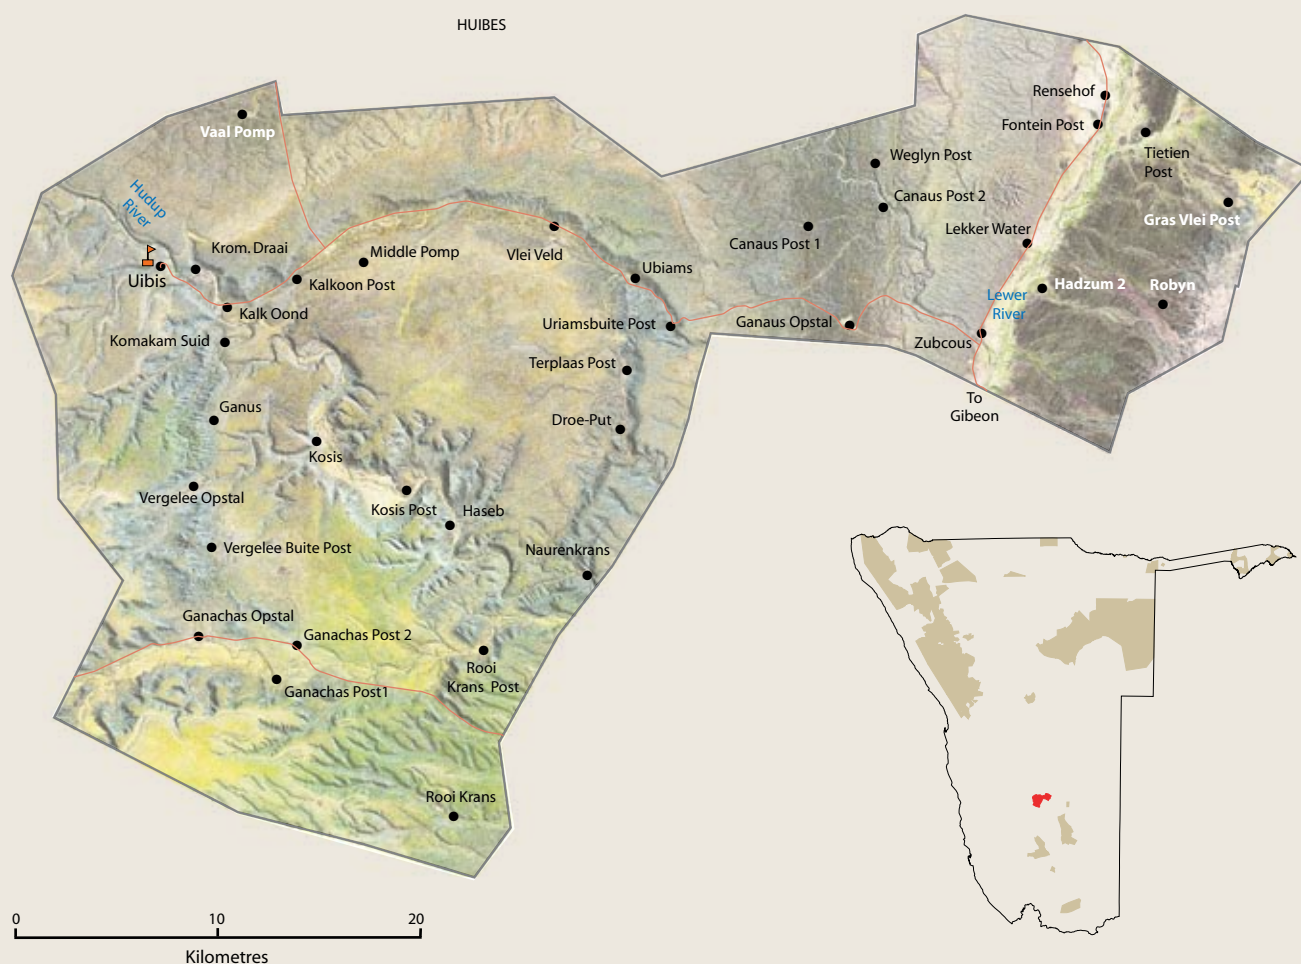 HUIBES
Rensehof
Vaal Pomp
Fontein Post
Weglyn Post
Tietien
Post
Hudup
River
Canaus Post 2
Gras Vlei Post
Lekker Water
Krom. Draai
Canaus Post 1
Middle Pomp
Vlei Veld
Ubiams
Uibis
Kalkoon Post
Hadzum 2
Robyn
Lewer
River
Kalk Oond
Uriamsbuite Post
Ganaus Opstal
Komakam Suid
Zubcous
Terplaas Post
To
Gibeon
Ganus
Droe-Put
Kosis
Vergelee Opstal
Kosis Post
Haseb
Vergelee Buite Post
Naurenkrans
Ganachas Opstal
Ganachas Post 2
Rooi
Krans Post
Ganachas Post1
Rooi Krans
0 10 20
Kilometres